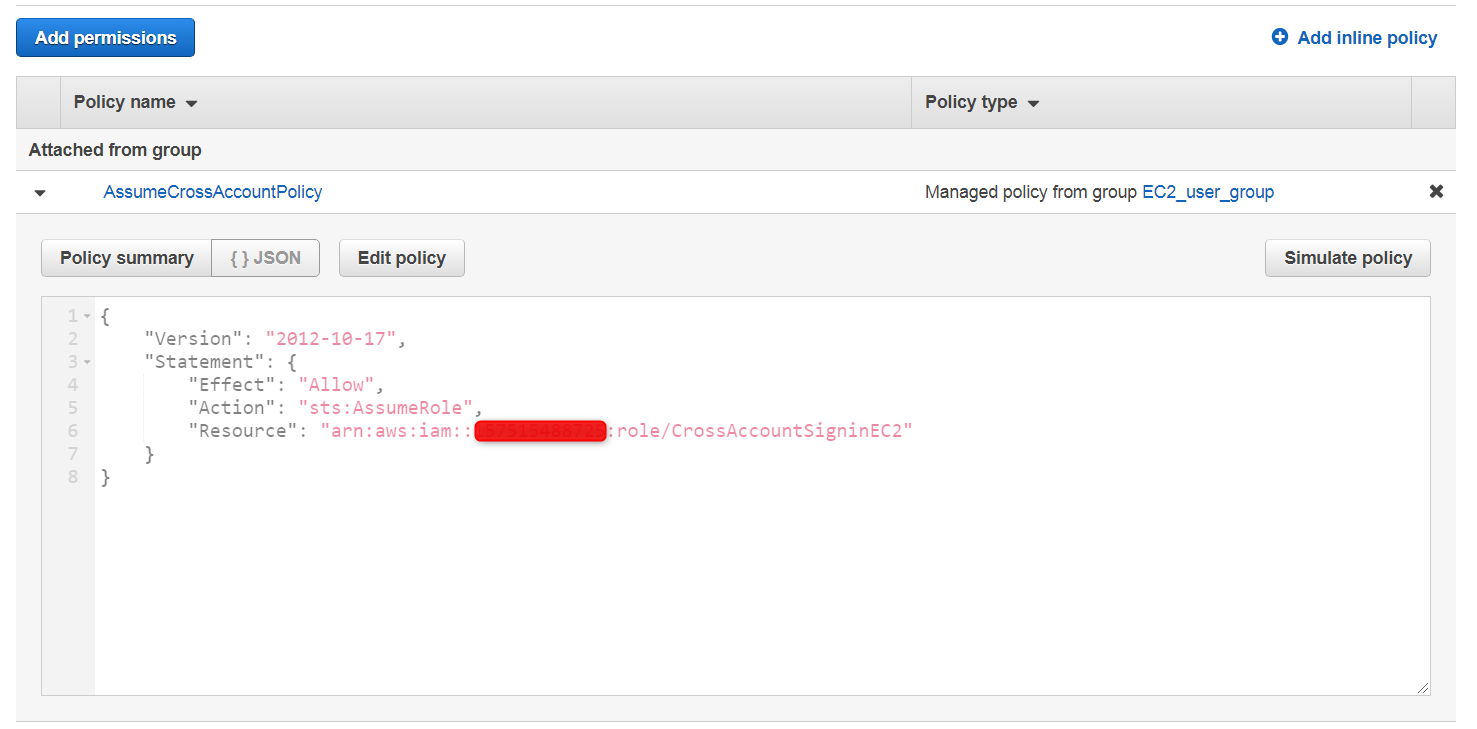 Add permissions
Add inline policy
Policy name
Policy type
Attached from group
AssumeCrossAccountPolicy
Managed policy from group EC2_user_group
Policy summary
{ } JSON
Edit policy
Simulate policy
1 {
2 "Version": "2012-10-17",
3 "Statement": {
4 "Effect": "Allow",
5 "Action": "sts:AssumeRole",
6 "Resource": "arn:aws:iam:: :role/CrossAccountSigninEC2"
7 }
8 }